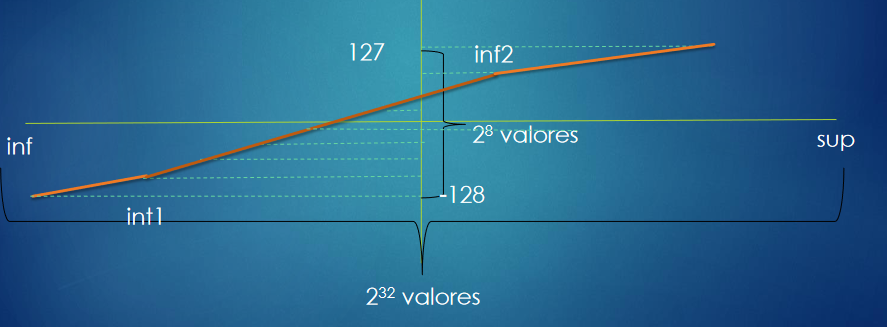 127
inf2
2⁸ valores
inf
sup
-128
int1
2³² valores